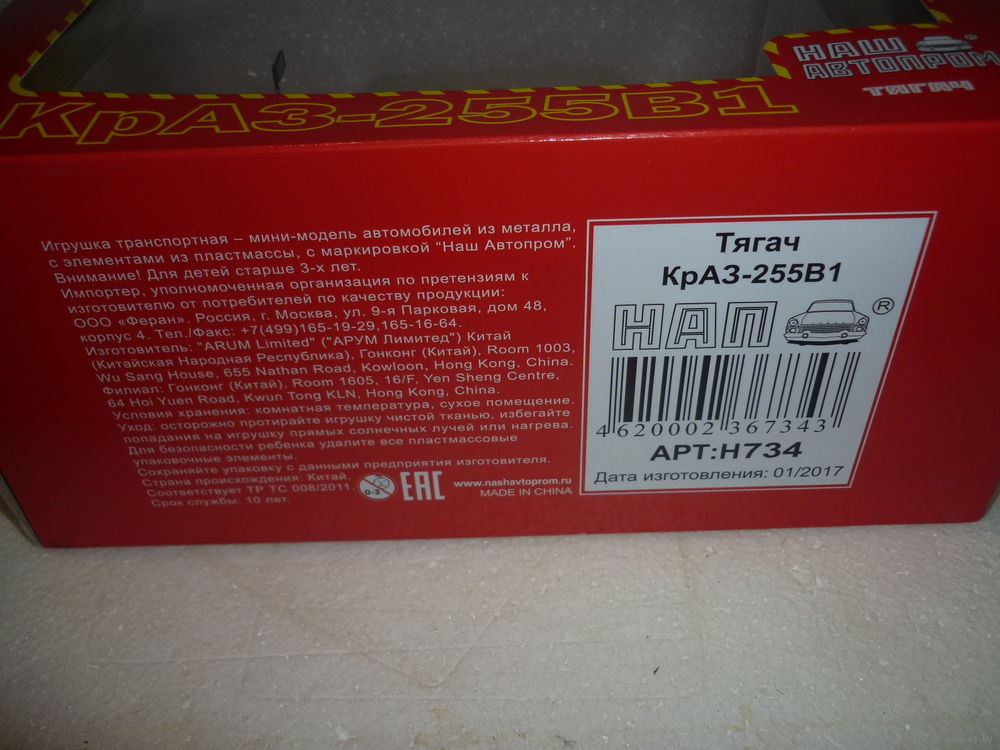 НАШ
АВТОПРОМ®
ТЯГАЧ
КрАЗ-255В1
Игрушка транспортная – мини-модель автомобилей из металла,
с элементами из пластмассы, с маркировкой "Наш Автопром".
Внимание! Для детей старше 3-х лет.
Импортер, уполномоченная организация по претензиям к
изготовителю от потребителей по качеству продукции:
ООО «Феран», Россия, г. Москва, ул. 9-я Парковая, дом 48,
корпус 4. Тел./Факс: +7(499)165-19-29,165-16-64.
Изготовитель: "ARUM Limited" ("АРУМ Лимитед") Китай
(Китайская Народная Республика), Гонконг (Китай), Room 1003,
Wu Sang House, 655 Nathan Road, Kowloon, Hong Kong, China.
Филиал: Гонконг (Китай), Room 1605, 16/F, Yen Sheng Centre,
64 Hoi Yuen Road, Kwun Tong KLN, Hong Kong, China.
Условия хранения: комнатная температура, сухое помещение.
Уход: осторожно протирайте игрушку чистой тканью, избегайте
попадания на игрушку прямых солнечных лучей или нагрева.
Для безопасности ребенка удалите все пластмассовые
упаковочные элементы.
Сохраняйте упаковку с данными предприятия изготовителя.
Страна происхождения: Китай.
Соответствует ТР ТС 008/2011.
Срок службы: 10 лет.
0-3
EAC
www.nashavtoprom.ru
MADE IN CHINA
Тягач
КрАЗ-255В1
НАП ®
4 620002 367343
АРТ:Н734
Дата изготовления: 01/2017
www.ay.by